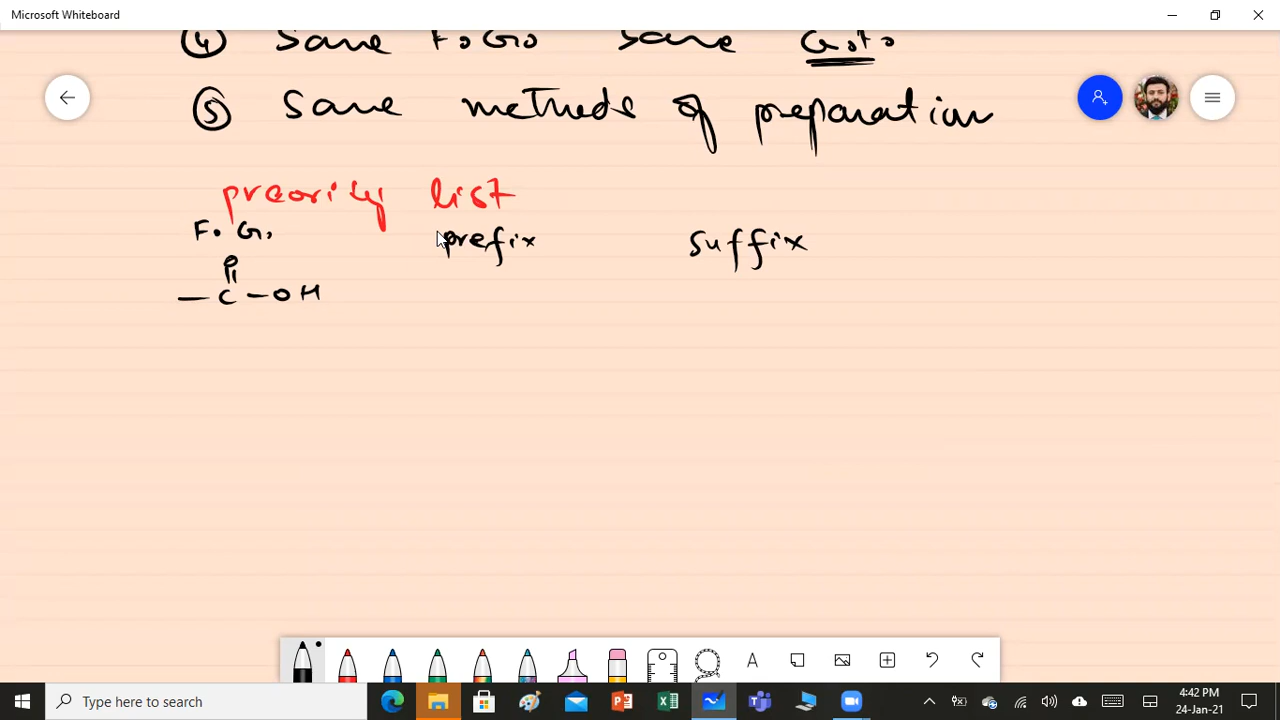 Microsoft Whiteboard
④ Same F.G. Same G.F.
⑤ Same methods of preparation
preority list
F.G. prefix suffix
O
— C — OH
A
Type here to search
4:42 PM
24-Jan-21